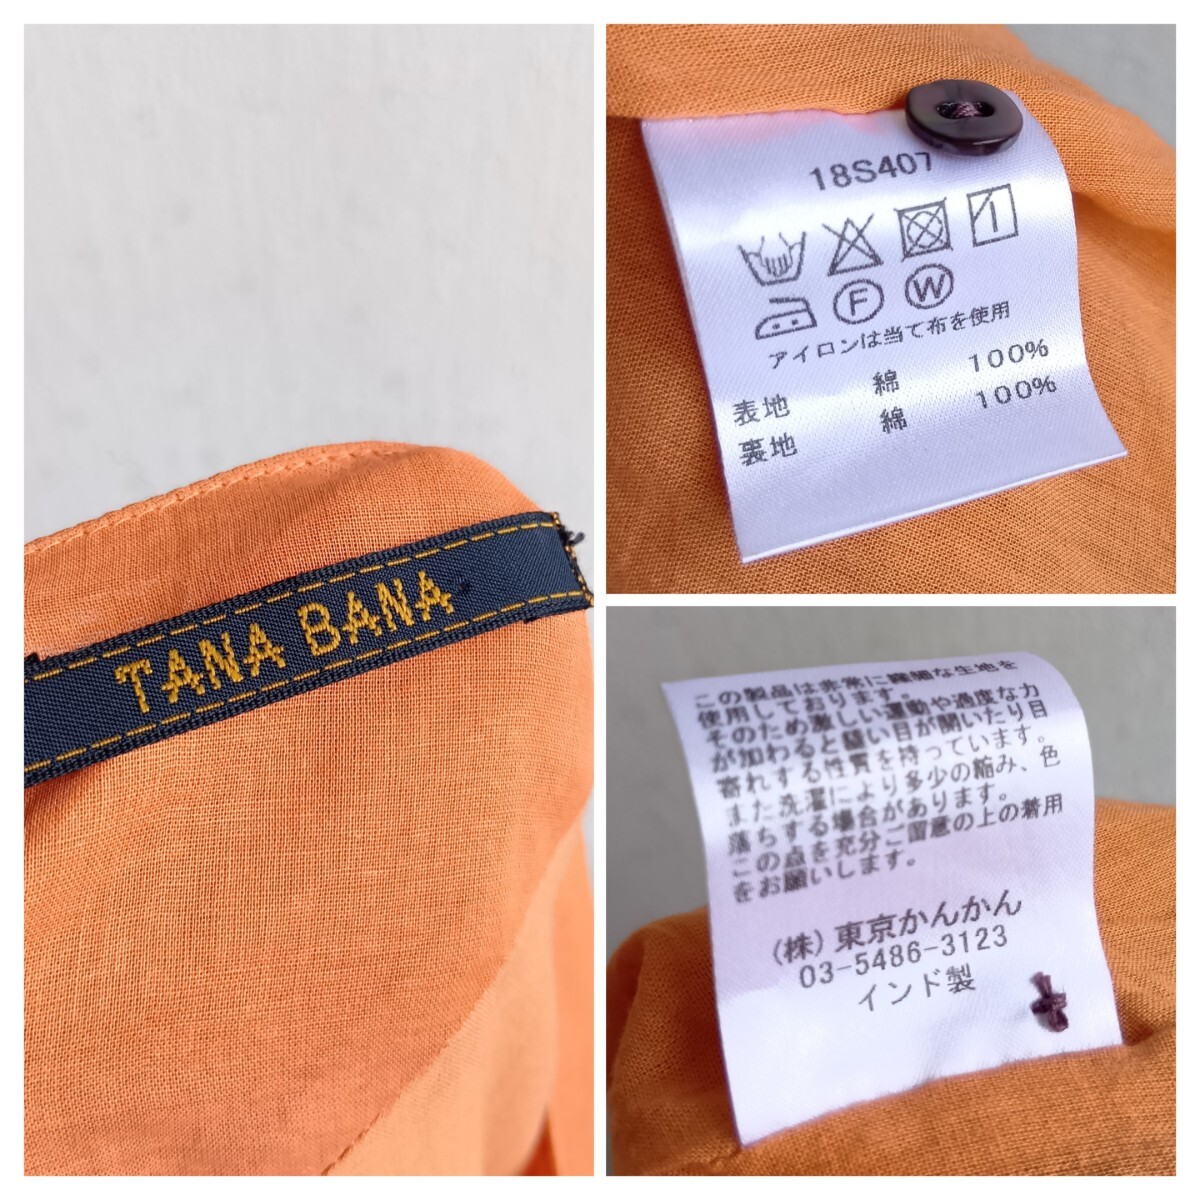 TANA BANA
18S407
F W
アイロンは当て布を使用
表地 綿 100%
裏地 綿 100%
この製品は非常に繊細な生地を
使用しております。
そのため激しい運動や過度な力
が加わると縫い目が開いたり目
寄れする性質を持っています。
また洗濯により多少の縮み、色
落ちする場合があります。
この点を充分ご留意の上の着用
をお願いします。
(株)東京かんかん
03-5486-3123
インド製